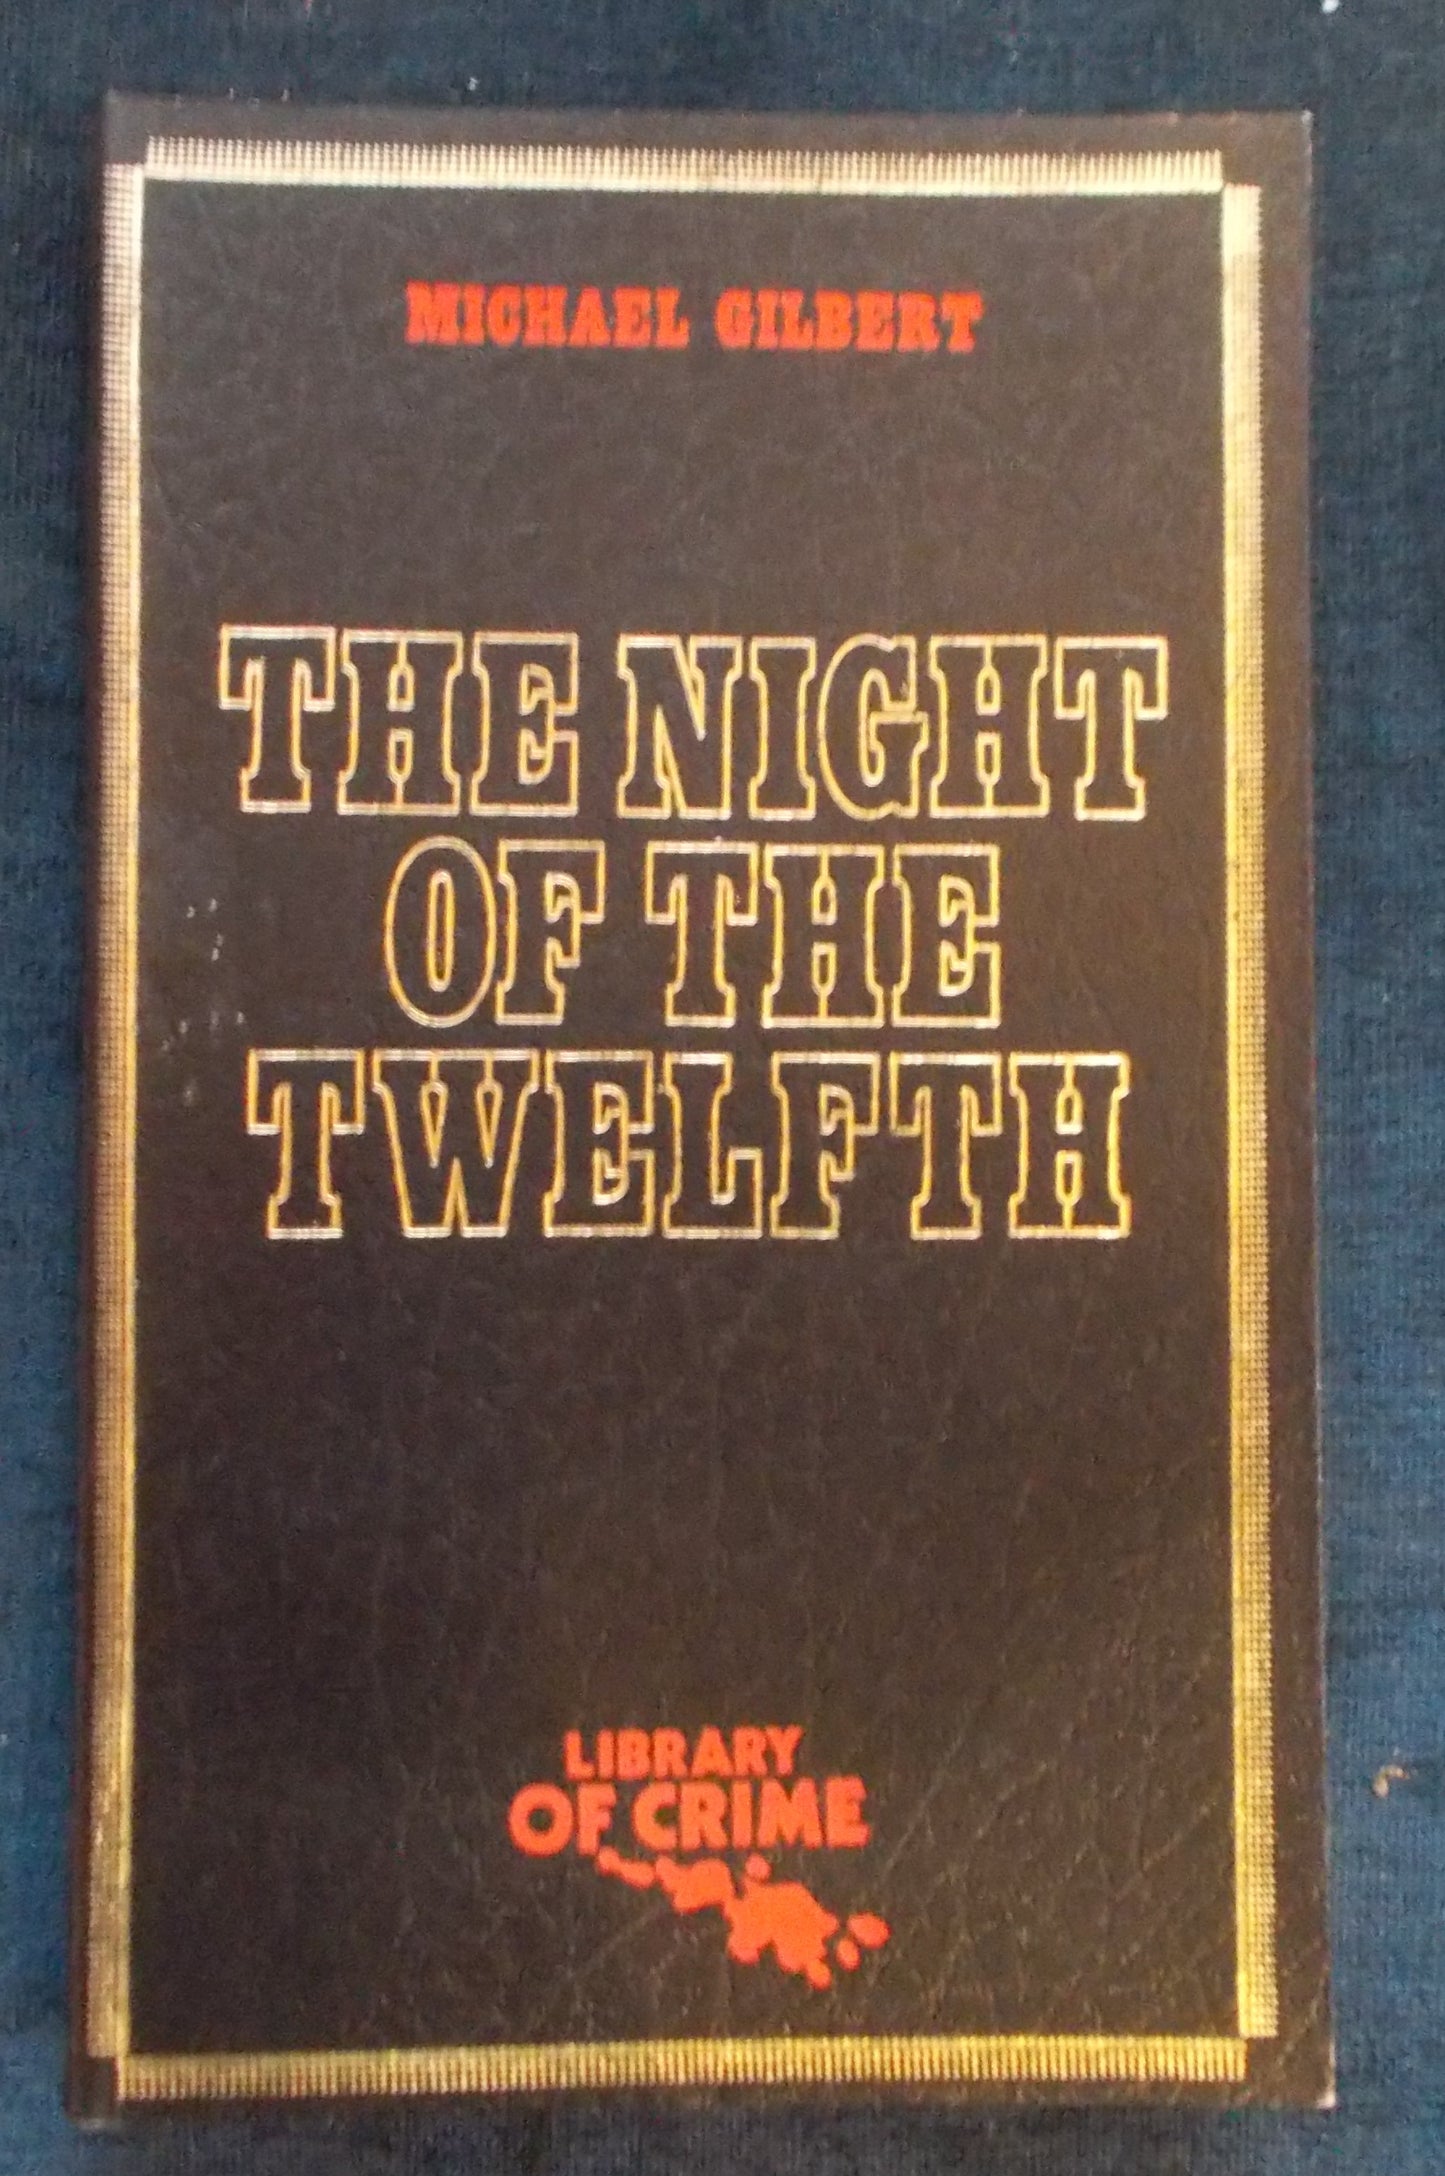 MICHAEL GILBERT
THE NIGHT
OF THE
TWELFTH
LIBRARY
OF CRIME